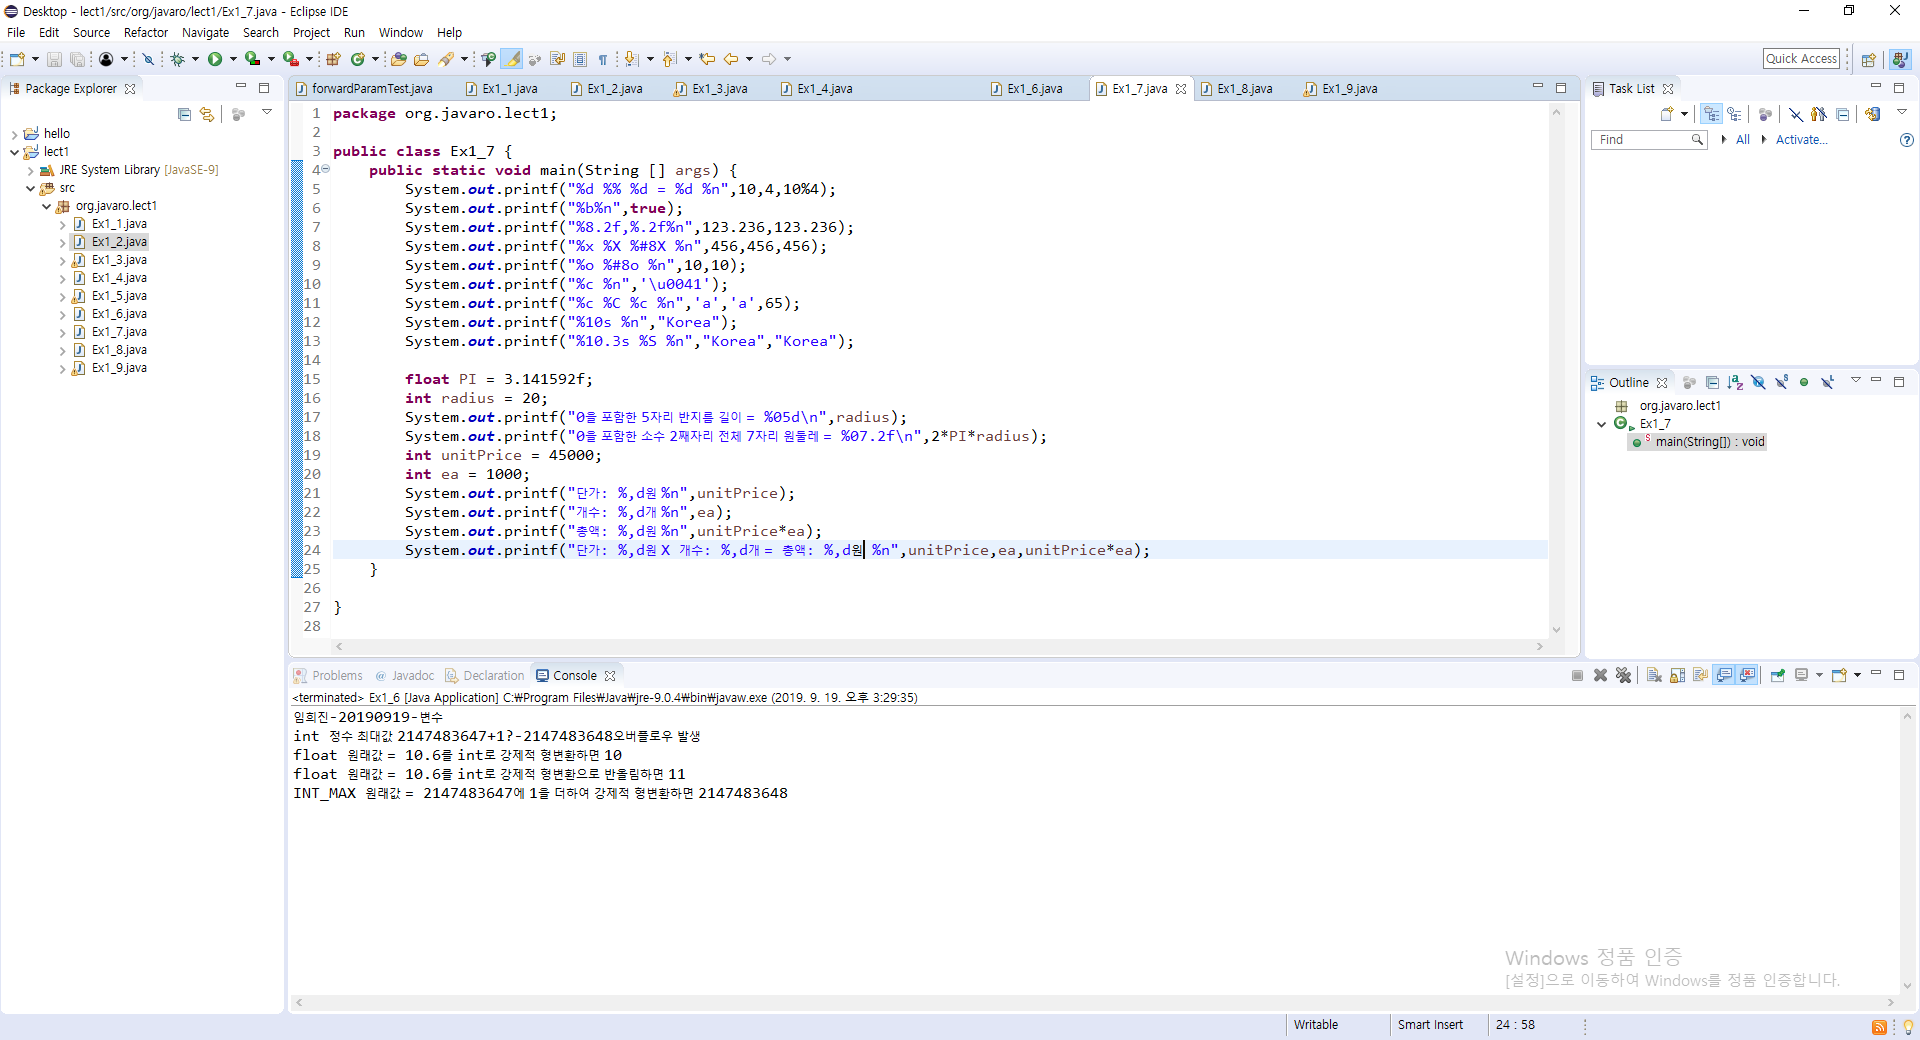 Desktop - lect1/src/org/javaro/lect1/Ex1_7.java - Eclipse IDE
File Edit Source Refactor Navigate Search Project Run Window Help
Quick Access
Package Explorer
hello
lect1
JRE System Library [JavaSE-9]
src
org.javaro.lect1
Ex1_1.java
Ex1_2.java
Ex1_3.java
Ex1_4.java
Ex1_5.java
Ex1_6.java
Ex1_7.java
Ex1_8.java
Ex1_9.java
forwardParamTest.java Ex1_1.java Ex1_2.java Ex1_3.java Ex1_4.java Ex1_6.java Ex1_7.java Ex1_8.java Ex1_9.java
1 package org.javaro.lect1;
2
3 public class Ex1_7 {
4 public static void main(String [] args) {
5 System.out.printf("%d %% %d = %d %n",10,4,10%4);
6 System.out.printf("%b%n",true);
7 System.out.printf("%8.2f,%.2f%n",123.236,123.236);
8 System.out.printf("%x %X %#8X %n",456,456,456);
9 System.out.printf("%o %#8o %n",10,10);
10 System.out.printf("%c %n",'\u0041');
11 System.out.printf("%c %C %c %n",'a','a',65);
12 System.out.printf("%10s %n","Korea");
13 System.out.printf("%10.3s %S %n","Korea","Korea");
14
15 float PI = 3.141592f;
16 int radius = 20;
17 System.out.printf("0을 포함한 5자리 반지름 길이 = %05d\n",radius);
18 System.out.printf("0을 포함한 소수 2째자리 전체 7자리 원둘레 = %07.2f\n",2*PI*radius);
19 int unitPrice = 45000;
20 int ea = 1000;
21 System.out.printf("단가: %,d원 %n",unitPrice);
22 System.out.printf("개수: %,d개 %n",ea);
23 System.out.printf("총액: %,d원 %n",unitPrice*ea);
24 System.out.printf("단가: %,d원 X 개수: %,d개 = 총액: %,d원 %n",unitPrice,ea,unitPrice*ea);
25 }
26
27 }
28
Task List
Find All Activate...
Outline
org.javaro.lect1
Ex1_7
main(String[]) : void
Problems Javadoc Declaration Console
<terminated> Ex1_6 [Java Application] C:₩Program Files₩Java₩jre-9.0.4₩bin₩javaw.exe (2019. 9. 19. 오후 3:29:35)
임희진-20190919-변수
int 정수 최대값 2147483647+1?-2147483648오버플로우 발생
float 원래값 = 10.6를 int로 강제적 형변환하면 10
float 원래값 = 10.6를 int로 강제적 형변환으로 반올림하면 11
INT_MAX 원래값 = 2147483647에 1을 더하여 강제적 형변환하면 2147483648
Windows 정품 인증
[설정]으로 이동하여 Windows를 정품 인증합니다.
Writable Smart Insert 24 : 58